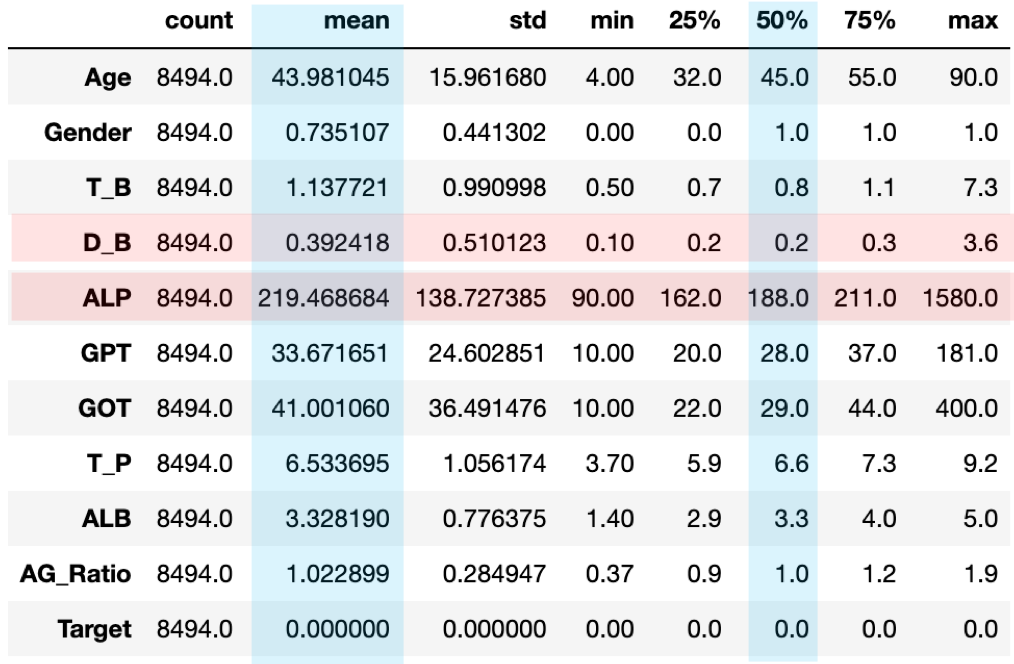 count mean std min 25% 50% 75% max
Age 8494.0 43.981045 15.961680 4.00 32.0 45.0 55.0 90.0
Gender 8494.0 0.735107 0.441302 0.00 0.0 1.0 1.0 1.0
T_B 8494.0 1.137721 0.990998 0.50 0.7 0.8 1.1 7.3
D_B 8494.0 0.392418 0.510123 0.10 0.2 0.2 0.3 3.6
ALP 8494.0 219.468684 138.727385 90.00 162.0 188.0 211.0 1580.0
GPT 8494.0 33.671651 24.602851 10.00 20.0 28.0 37.0 181.0
GOT 8494.0 41.001060 36.491476 10.00 22.0 29.0 44.0 400.0
T_P 8494.0 6.533695 1.056174 3.70 5.9 6.6 7.3 9.2
ALB 8494.0 3.328190 0.776375 1.40 2.9 3.3 4.0 5.0
AG_Ratio 8494.0 1.022899 0.284947 0.37 0.9 1.0 1.2 1.9
Target 8494.0 0.000000 0.000000 0.00 0.0 0.0 0.0 0.0